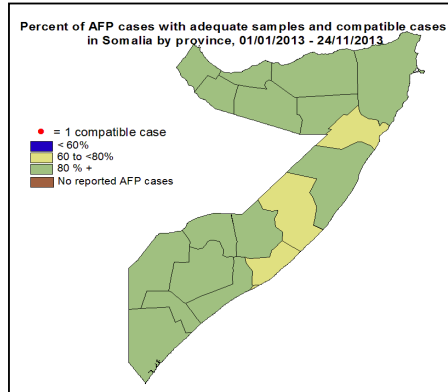 Percent of AFP cases with adequate samples and compatible cases
in Somalia by province, 01/01/2013 - 24/11/2013
= 1 compatible case
< 60%
60 to <80%
80 % +
No reported AFP cases